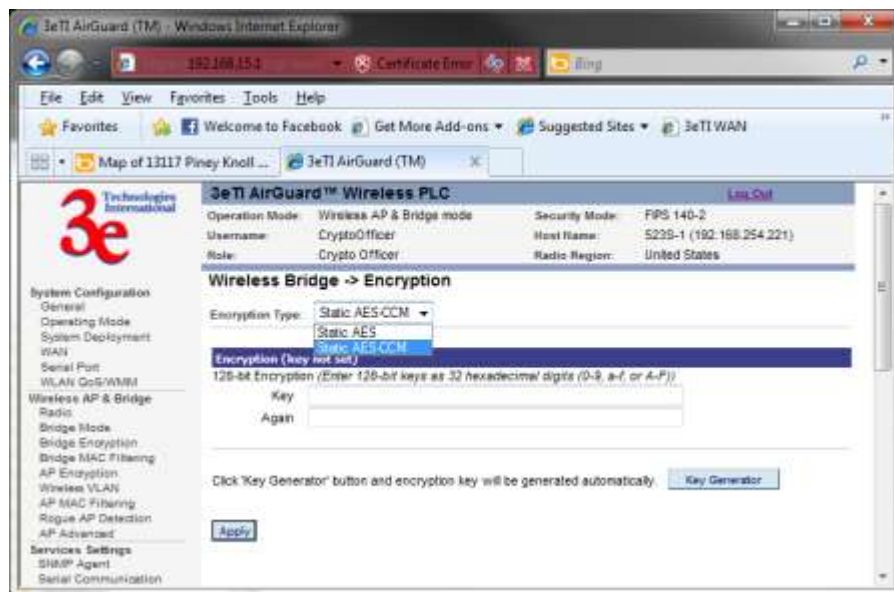 3eTI AirGuard (TM) - Windows Internet Explorer
192.168.15.1 Certificate Error Bing
File Edit View Favorites Tools Help
Favorites Welcome to Facebook Get More Add-ons Suggested Sites 3eTI WAN
Map of 13117 Piney Knoll ... 3eTI AirGuard (TM)
3e Technologies International
3eTI AirGuard™ Wireless PLC Log Out
Operation Mode: Wireless AP & Bridge mode Security Mode: FIPS 140-2
Username: CryptoOfficer Host Name: 523S-1 (192.168.254.221)
Role: Crypto Officer Radio Region: United States
System Configuration
General
Operating Mode
System Deployment
WAN
Serial Port
WLAN QoS/WMM
Wireless AP & Bridge
Radio
Bridge Mode
Bridge Encryption
Bridge MAC Filtering
AP Encryption
Wireless VLAN
AP MAC Filtering
Rogue AP Detection
AP Advanced
Services Settings
SNMP Agent
Serial Communication
Wireless Bridge -> Encryption
Encryption Type: Static AES-CCM
Static AES
Static AES-CCM
Encryption (key not set)
128-bit Encryption (Enter 128-bit keys as 32 hexadecimal digits (0-9, a-f, or A-F))
Key
Again
Click 'Key Generator' button and encryption key will be generated automatically. Key Generator
Apply